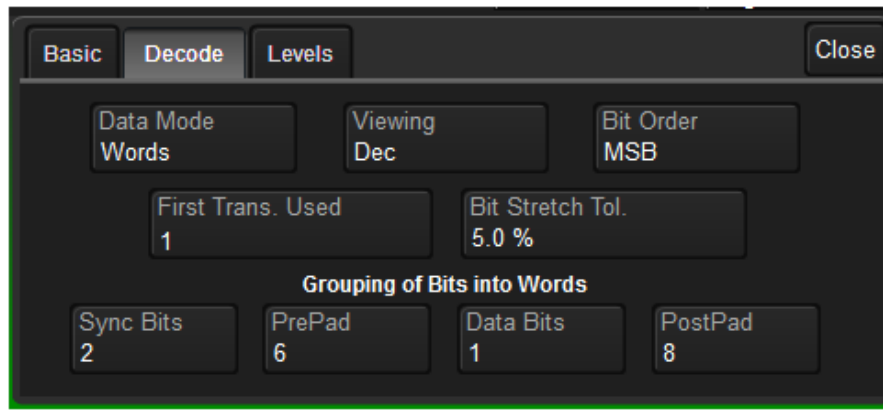 Basic Decode Levels Close
Data Mode Viewing Bit Order
Words Dec MSB
First Trans. Used Bit Stretch Tol.
1 5.0 %
Grouping of Bits into Words
Sync Bits PrePad Data Bits PostPad
2 6 1 8